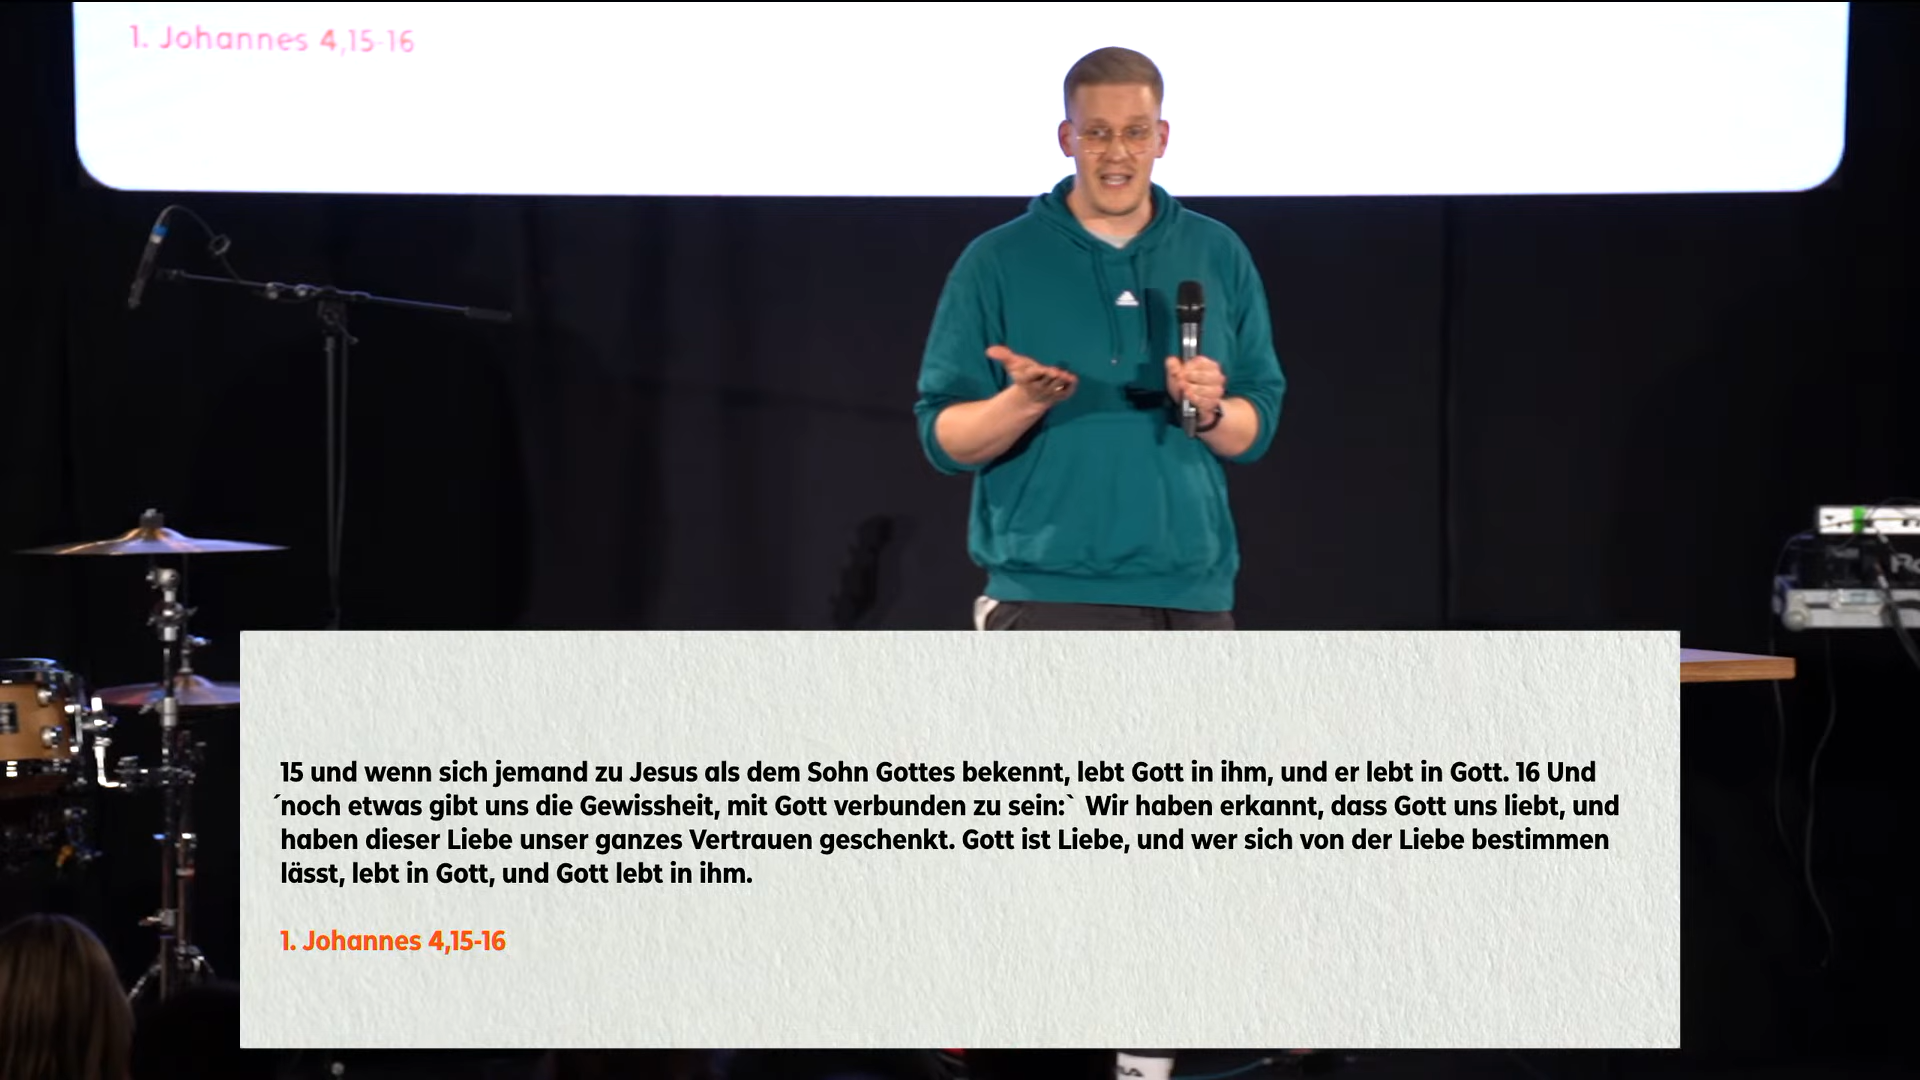 1. Johannes 4,15-16
15 und wenn sich jemand zu Jesus als dem Sohn Gottes bekennt, lebt Gott in ihm, und er lebt in Gott. 16 Und
´noch etwas gibt uns die Gewissheit, mit Gott verbunden zu sein:` Wir haben erkannt, dass Gott uns liebt, und
haben dieser Liebe unser ganzes Vertrauen geschenkt. Gott ist Liebe, und wer sich von der Liebe bestimmen
lässt, lebt in Gott, und Gott lebt in ihm.
1. Johannes 4,15-16